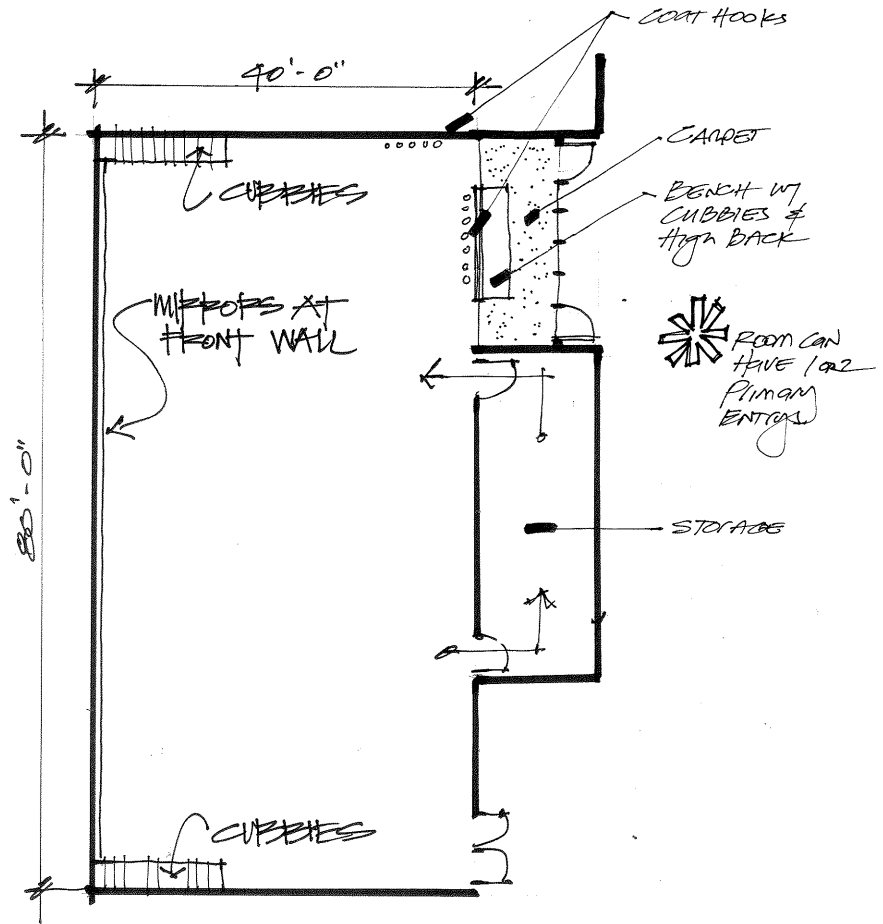 COAT HOOKS
40'-0"
CARPET
CUBBIES
BENCH W/
CUBBIES &
HIGH BACK
MIRRORS AT
FRONT WALL
ROOM CAN
HAVE 1 OR 2
PRIMARY
ENTRYS
80'-0"
STORAGE
CUBBIES